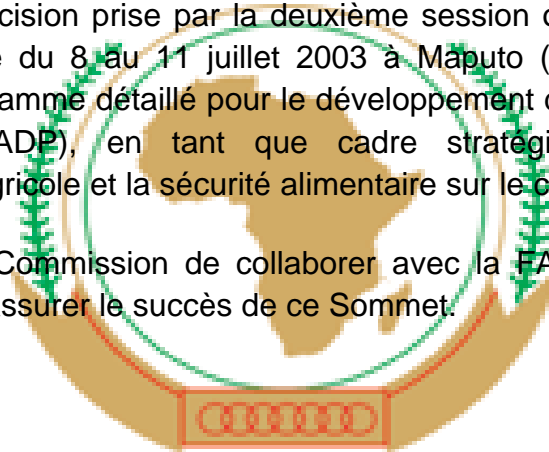 cision prise par la deuxième session
du 8 au 11 juillet 2003 à Maputo (
amme détaillé pour le développement
ADP), en tant que cadre stratégi
gricole et la sécurité alimentaire sur le
Commission de collaborer avec la FA
assurer le succès de ce Sommet.